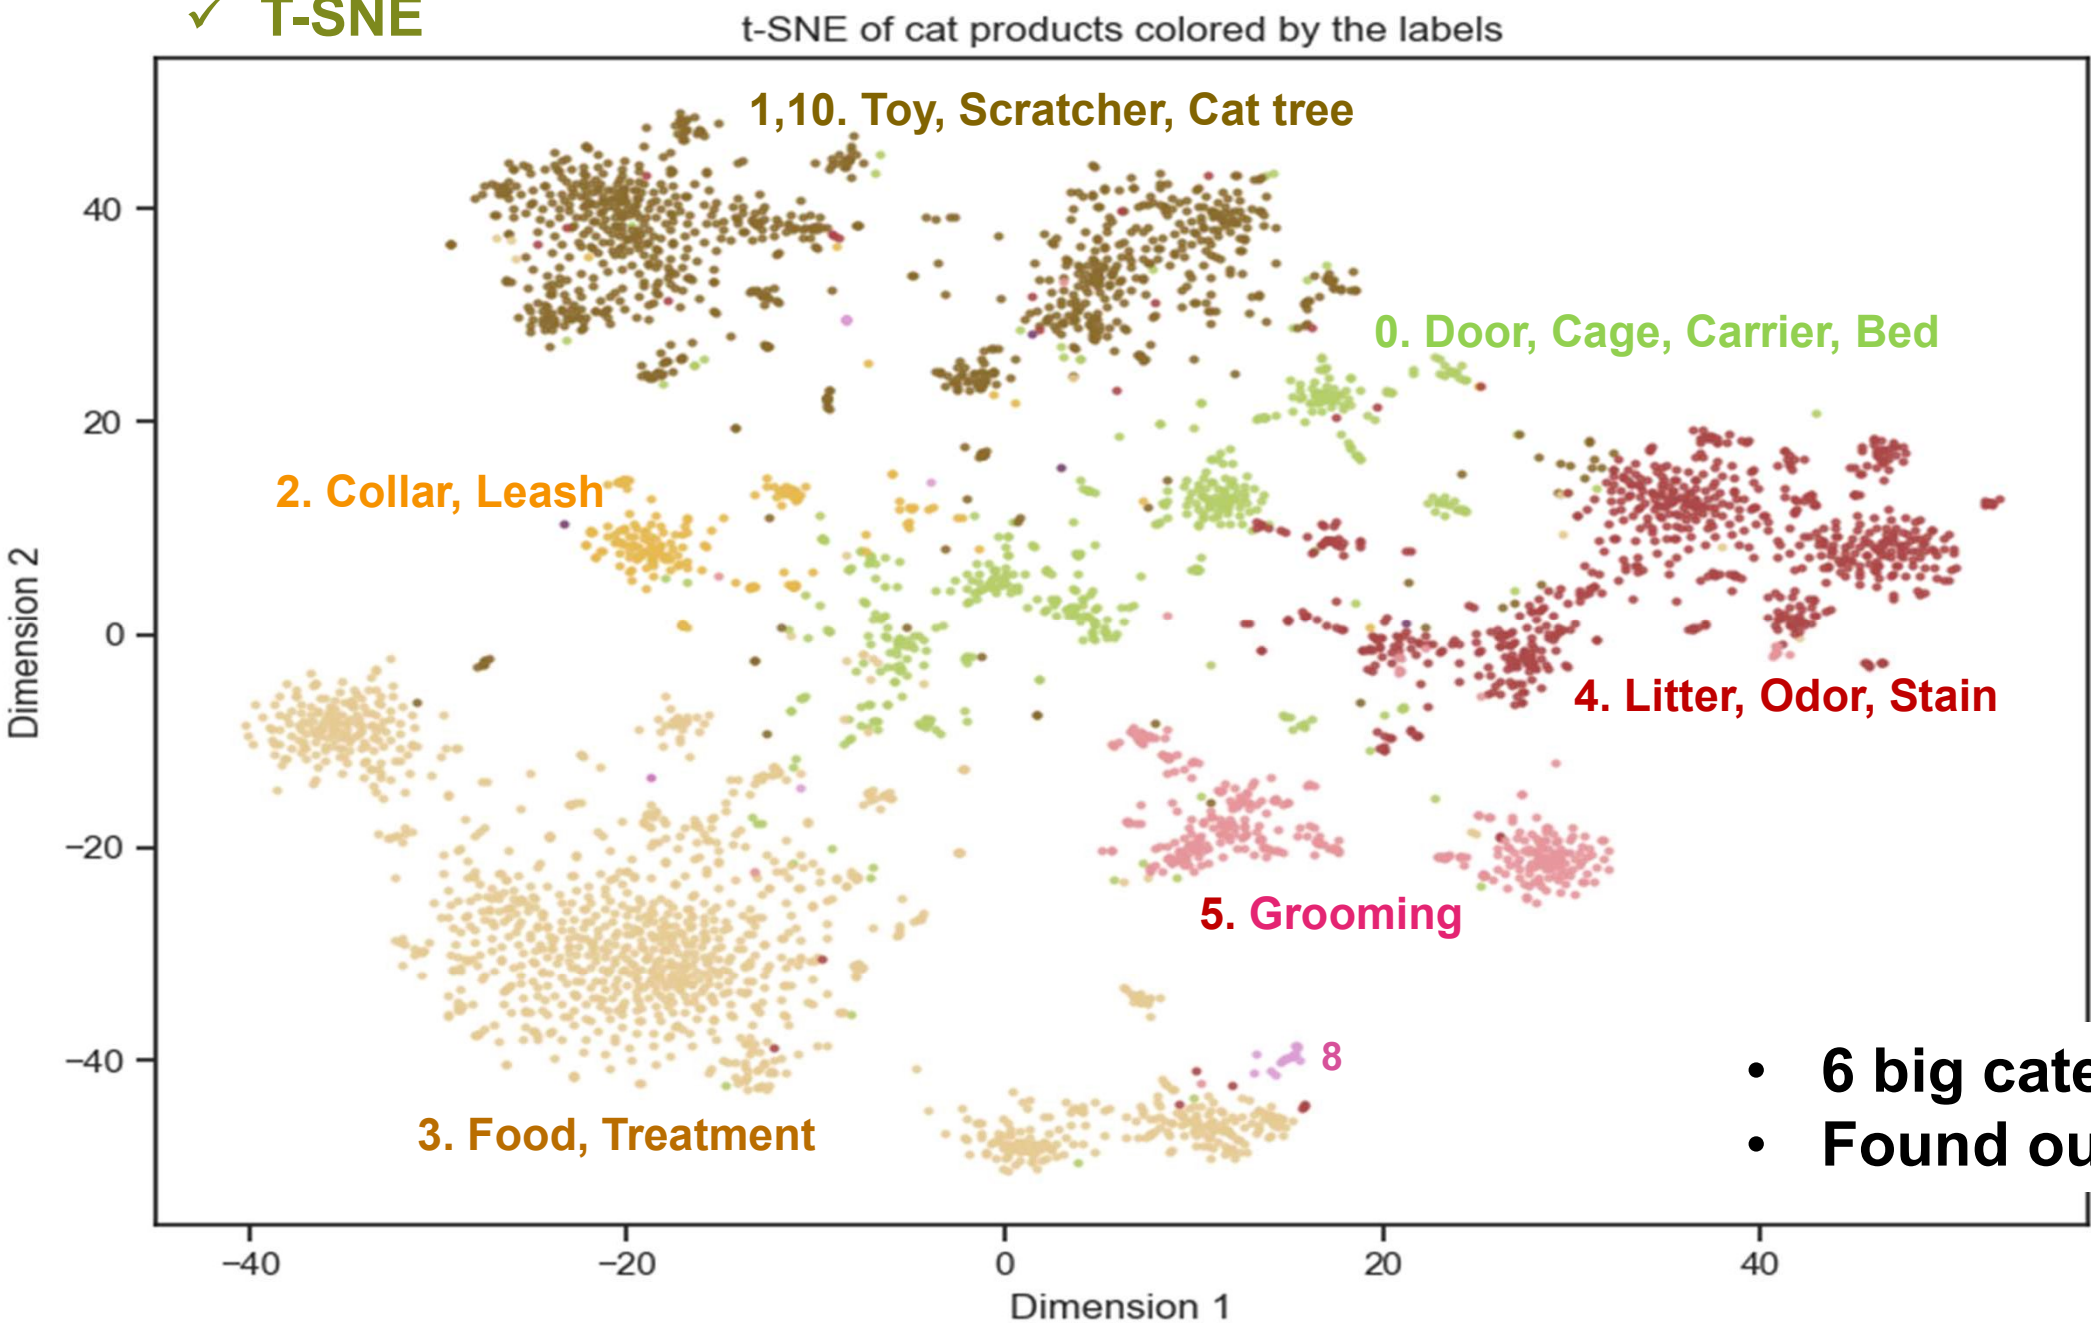 ✓ T-SNE
t-SNE of cat products colored by the labels
1,10. Toy, Scratcher, Cat tree
40
0. Door, Cage, Carrier, Bed
20
2. Collar, Leash
0
4. Litter, Odor, Stain
Dimension 2
−20
5. Grooming
−40
8
• 6 big cate
3. Food, Treatment
• Found ou
−40 −20 0 20 40
Dimension 1